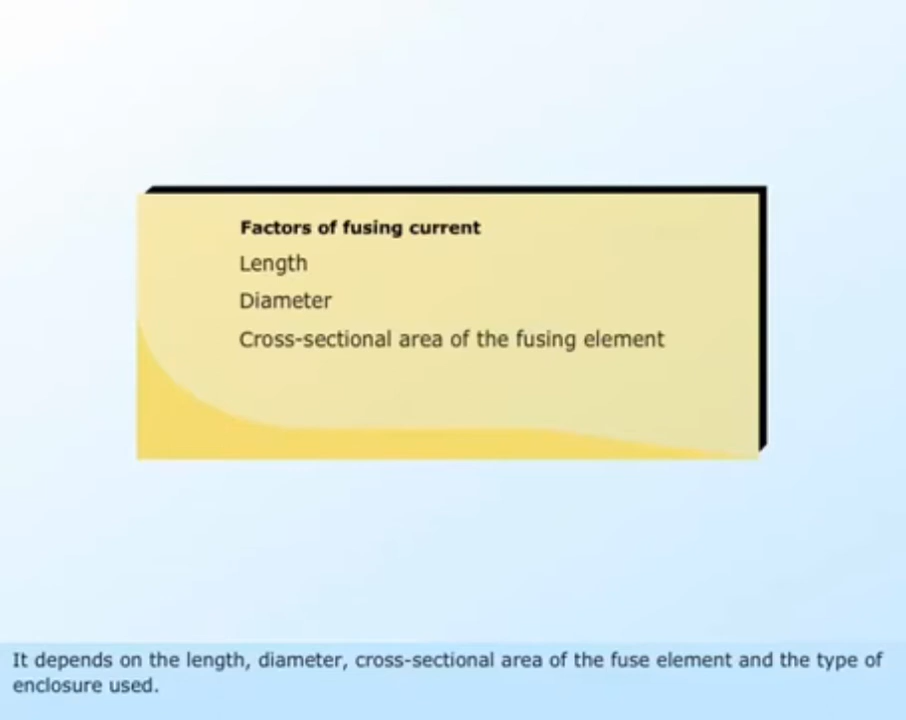 Factors of fusing current
Length
Diameter
Cross-sectional area of the fusing element
It depends on the length, diameter, cross-sectional area of the fuse element and the type of
enclosure used.